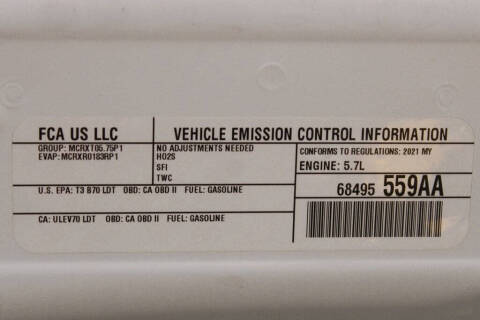 FCA US LLC
VEHICLE EMISSION CONTROL INFORMATION
GROUP: MCRXT05.75P1
EVAP: MCRXR0183RP1
NO ADJUSTMENTS NEEDED
HO2S
SFI
TWC
CONFORMS TO REGULATIONS: 2021 MY
ENGINE: 5.7L
U.S. EPA: T3 B70 LDT OBD: CA OBD II FUEL: GASOLINE
68495 559AA
CA: ULEV70 LDT OBD: CA OBD II FUEL: GASOLINE